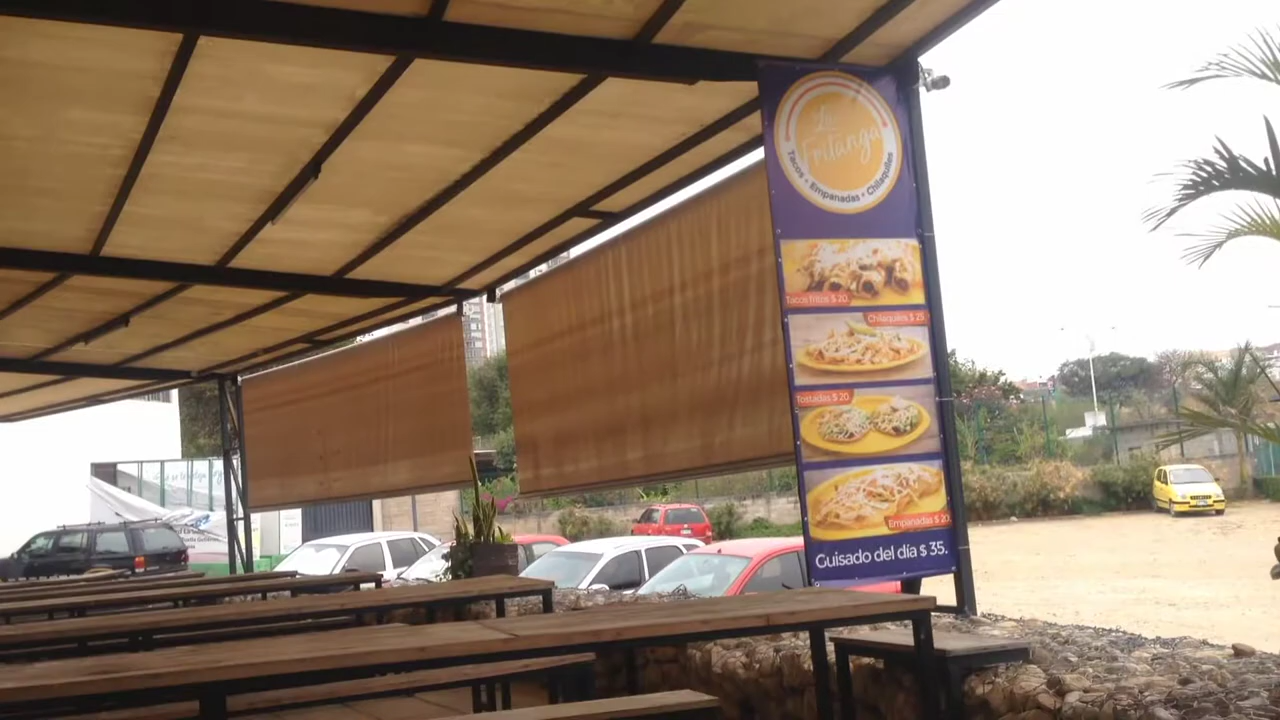 La
Fritanga
Tacos • Empanadas • Chilaquiles
Tacos fritos $ 20.
Chilaquiles $ 25
Tostadas $ 20
Empanadas $ 20.
Guisado del día $ 35.